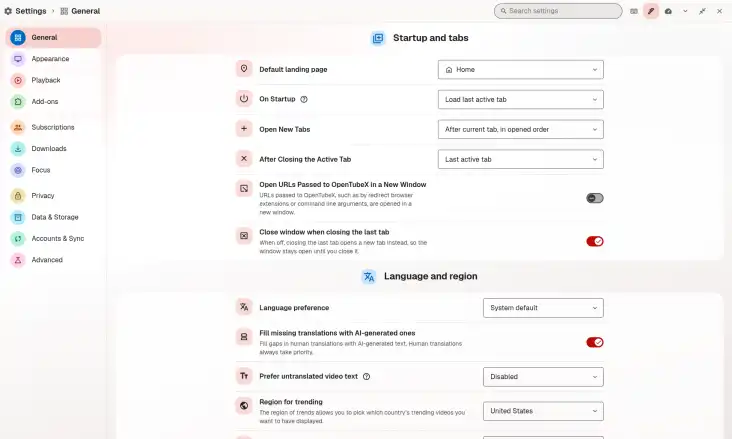 Settings > General
Search settings
General
Appearance
Playback
Add-ons
Subscriptions
Downloads
Focus
Privacy
Data & Storage
Accounts & Sync
Advanced
Startup and tabs
Default landing page
Home
On Startup
Load last active tab
Open New Tabs
After current tab, in opened order
After Closing the Active Tab
Last active tab
Open URLs Passed to OpenTubeX in a New Window
URLs passed to OpenTubeX, such as by redirect browser
extensions or command line arguments, are opened in a
new window.
Close window when closing the last tab
When off, closing the last tab opens a new tab instead, so the
window stays open until you close it.
Language and region
Language preference
System default
Fill missing translations with AI-generated ones
Fill gaps in human translations with AI-generated text. Human translations
always take priority.
Prefer untranslated video text
Disabled
Region for trending
The region of trends allows you to pick which country's trending videos you
want to have displayed.
United States